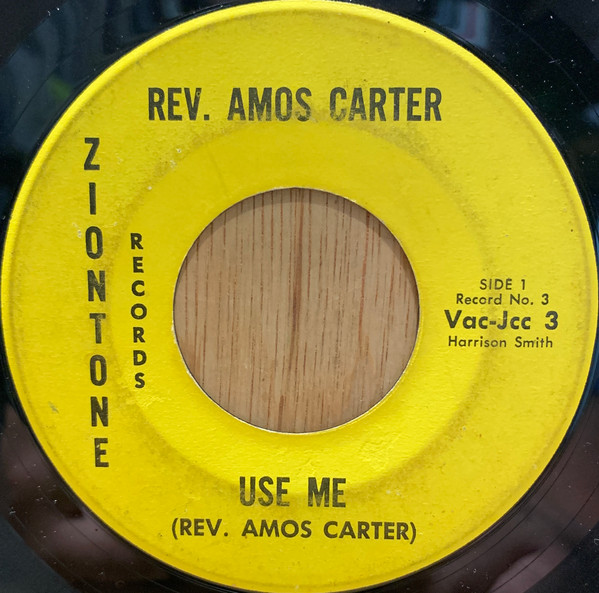 REV. AMOS CARTER
ZIONTONE
RECORDS
SIDE 1
Record No. 3
Vac-Jcc 3
Harrison Smith
USE ME
(REV. AMOS CARTER)